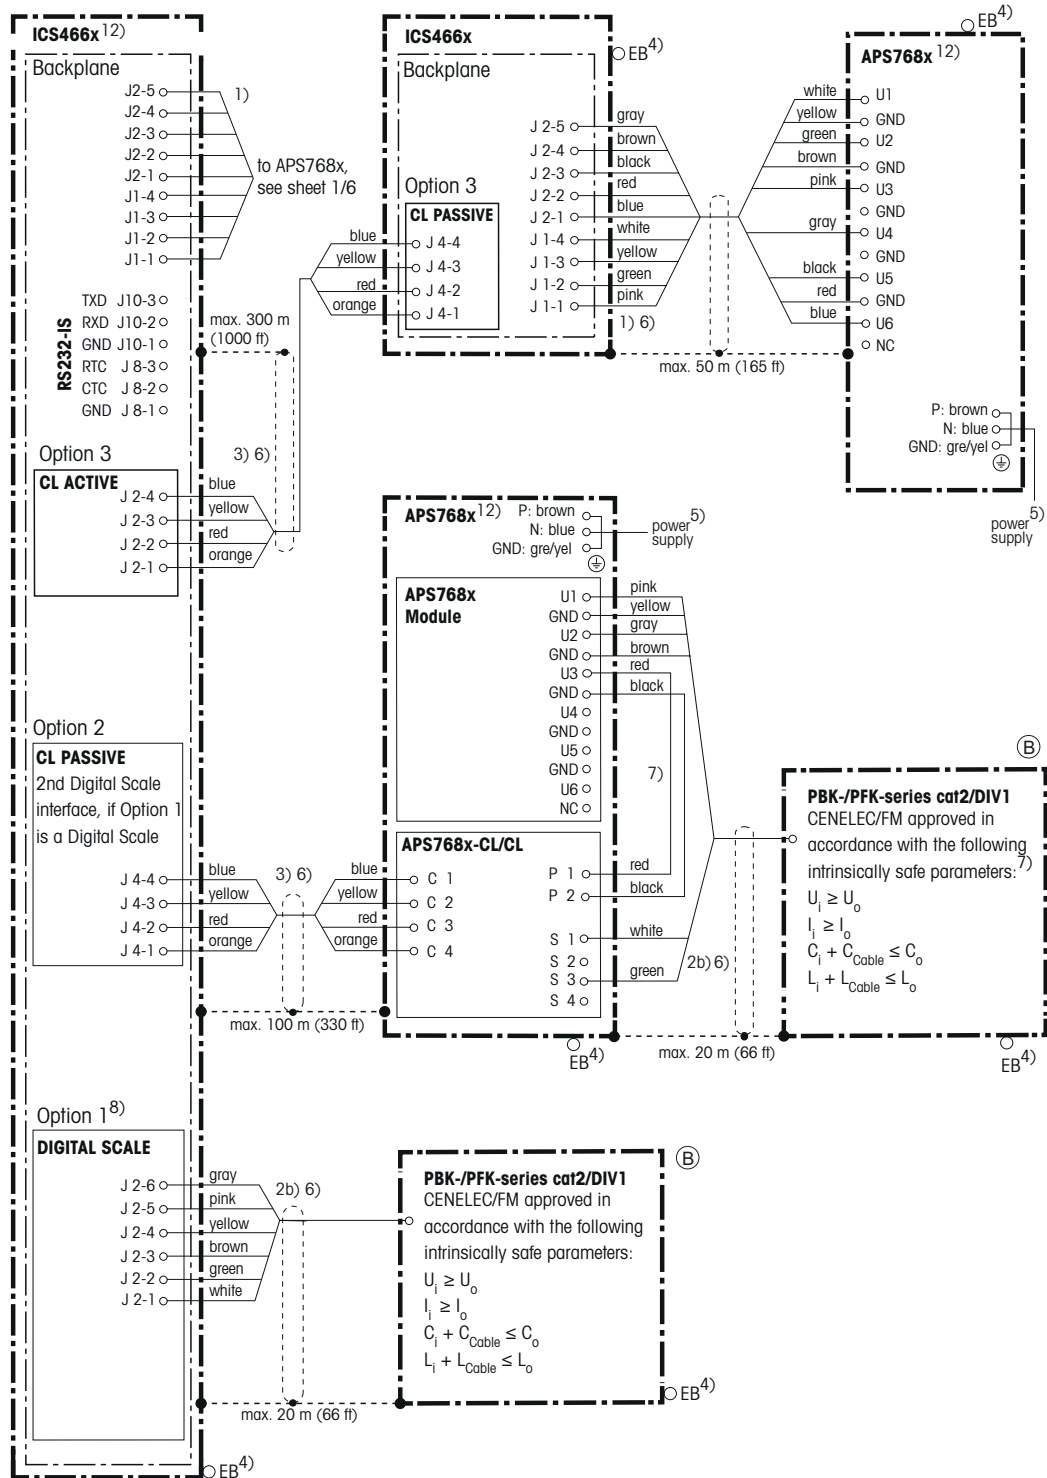 ICS466x 12)
Backplane
J2-5
J2-4
J2-3
J2-2
J2-1
J1-4
J1-3
J1-2
J1-1
1)
to APS768x,
see sheet 1/6
RS232-IS
TXD J10-3
RXD J10-2
GND J10-1
RTC J 8-3
CTC J 8-2
GND J 8-1
max. 300 m
(1000 ft)
3) 6)
Option 3
CL ACTIVE
J 2-4 blue
J 2-3 yellow
J 2-2 red
J 2-1 orange
ICS466x
EB4)
Backplane
J 2-5 gray
J 2-4 brown
J 2-3 black
J 2-2 red
J 2-1 blue
J 1-4 white
J 1-3 yellow
J 1-2 green
J 1-1 pink
1) 6)
Option 3
CL PASSIVE
blue J 4-4
yellow J 4-3
red J 4-2
orange J 4-1
max. 50 m (165 ft)
EB4)
APS768x 12)
white U1
yellow GND
green U2
brown GND
pink U3
GND
gray U4
GND
black U5
red GND
blue U6
NC
P: brown
N: blue
GND: gre/yel
power 5)
supply
APS768x 12)
P: brown
N: blue
GND: gre/yel
power 5)
supply
APS768x
Module
U1 pink
GND yellow
U2 gray
GND brown
U3 red
GND black
U4
GND
U5
GND
U6
NC
7)
APS768x-CL/CL
blue C 1
yellow C 2
red C 3
orange C 4
P 1 red
P 2 black
S 1 white
S 2
S 3 green
S 4
2b) 6)
EB4)
max. 20 m (66 ft)
B
PBK-/PFK-series cat2/DIV1
CENELEC/FM approved in
accordance with the following
intrinsically safe parameters: 7)
Ui ≥ Uo
Ii ≥ Io
Ci + CCable ≤ Co
Li + LCable ≤ Lo
EB4)
Option 2
CL PASSIVE
2nd Digital Scale
interface, if Option 1
is a Digital Scale
J 4-4 blue
J 4-3 yellow
J 4-2 red
J 4-1 orange
3) 6)
max. 100 m (330 ft)
Option 1 8)
DIGITAL SCALE
J 2-6 gray
J 2-5 pink
J 2-4 yellow
J 2-3 brown
J 2-2 green
J 2-1 white
2b) 6)
max. 20 m (66 ft)
B
PBK-/PFK-series cat2/DIV1
CENELEC/FM approved in
accordance with the following
intrinsically safe parameters:
Ui ≥ Uo
Ii ≥ Io
Ci + CCable ≤ Co
Li + LCable ≤ Lo
EB4)
EB4)